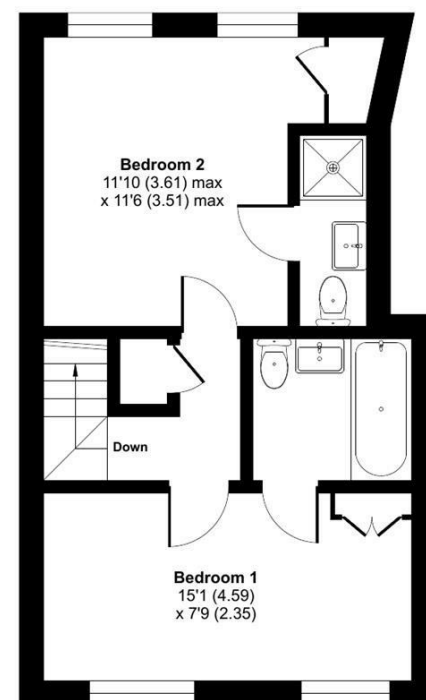 Bedroom 2
11'10 (3.61) max
x 11'6 (3.51) max
Down
Bedroom 1
15'1 (4.59)
x 7'9 (2.35)